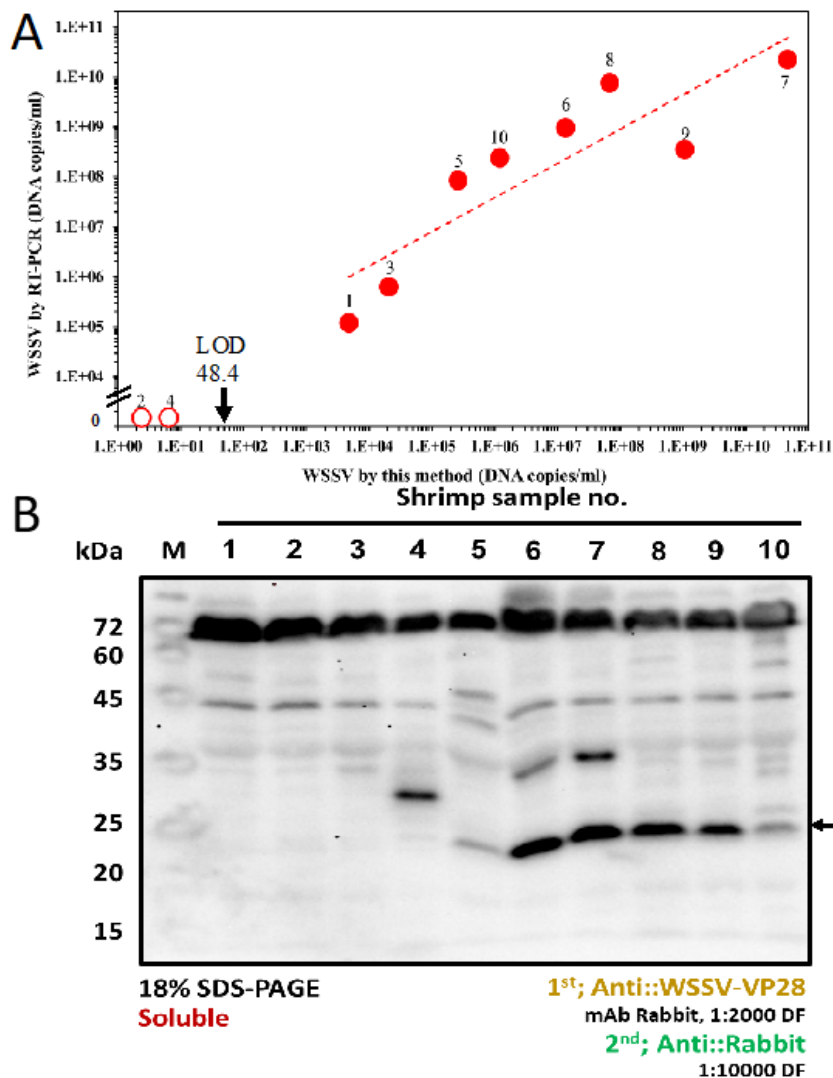 A
1.E+11
1.E+10
1.E+09
1.E+08
1.E+07
1.E+06
1.E+05
1.E+04
0
WSSV by RT-PCR (DNA copies/ml)
8
7
6
10
9
5
3
1
LOD
48.4
2 4
1.E+00 1.E+01 1.E+02 1.E+03 1.E+04 1.E+05 1.E+06 1.E+07 1.E+08 1.E+09 1.E+10 1.E+11
WSSV by this method (DNA copies/ml)
B
Shrimp sample no.
kDa M 1 2 3 4 5 6 7 8 9 10
72
60
45
35
25
20
15
18% SDS-PAGE
Soluble
1st; Anti::WSSV-VP28
mAb Rabbit, 1:2000 DF
2nd; Anti::Rabbit
1:10000 DF